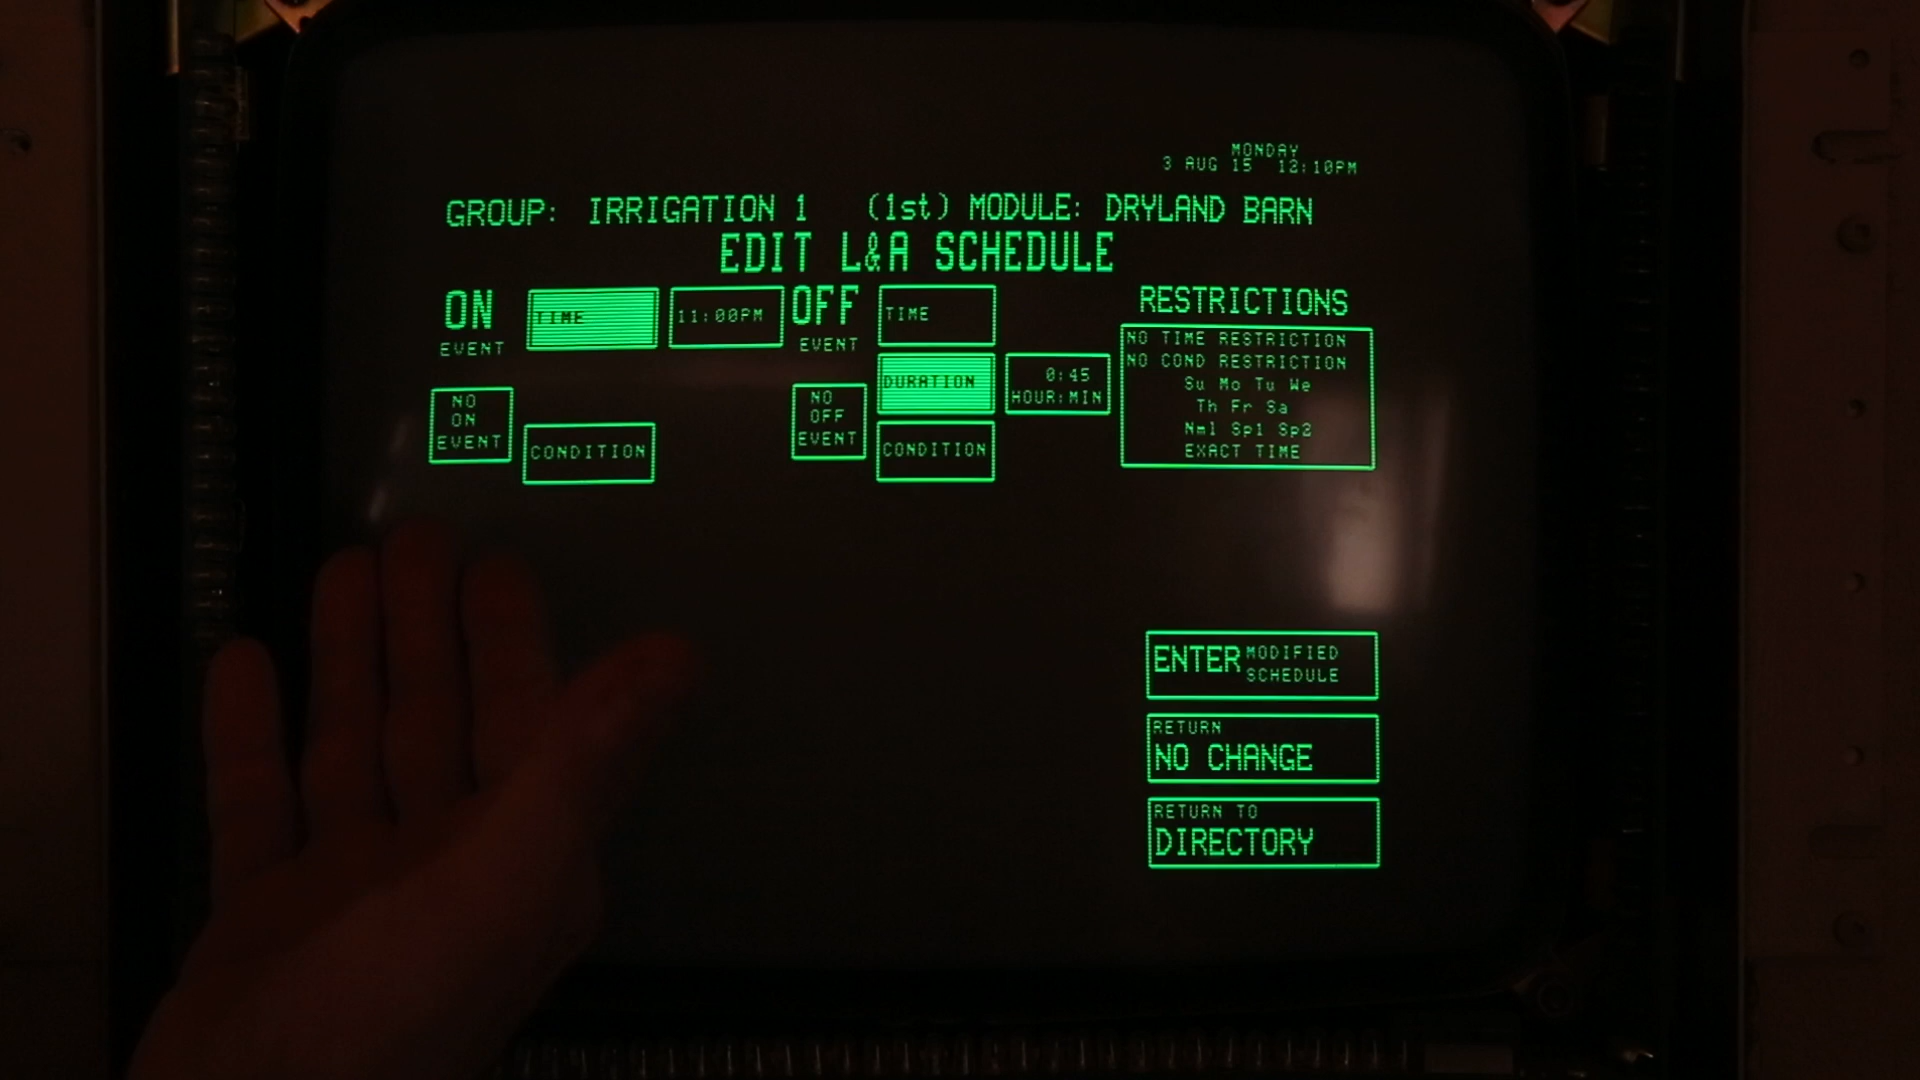 MONDAY
3 AUG 15 12:10PM
GROUP: IRRIGATION 1 (1st) MODULE: DRYLAND BARN
EDIT L&A SCHEDULE
ON
EVENT
TIME
11:00PM
NO
ON
EVENT
CONDITION
OFF
EVENT
TIME
NO
OFF
EVENT
DURATION
0:45
HOUR:MIN
CONDITION
RESTRICTIONS
NO TIME RESTRICTION
NO COND RESTRICTION
Su Mo Tu We
Th Fr Sa
Nml Sp1 Sp2
EXACT TIME
ENTER MODIFIED
SCHEDULE
RETURN
NO CHANGE
RETURN TO
DIRECTORY